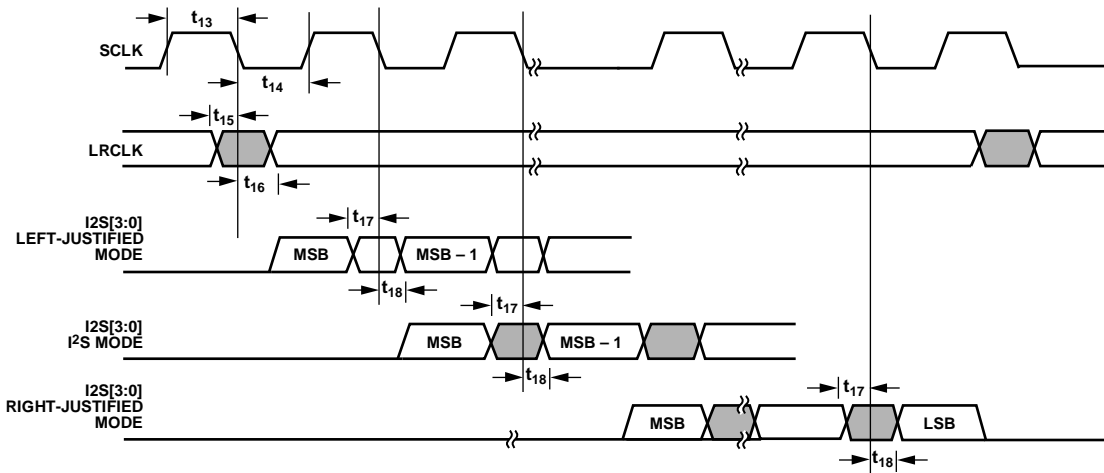 t13
SCLK
t14
t15
LRCLK
t16
I2S[3:0]
LEFT-JUSTIFIED
MODE
t17
MSB
MSB – 1
t18
I2S[3:0]
I2S MODE
t17
MSB
MSB – 1
t18
I2S[3:0]
RIGHT-JUSTIFIED
MODE
t17
MSB
LSB
t18